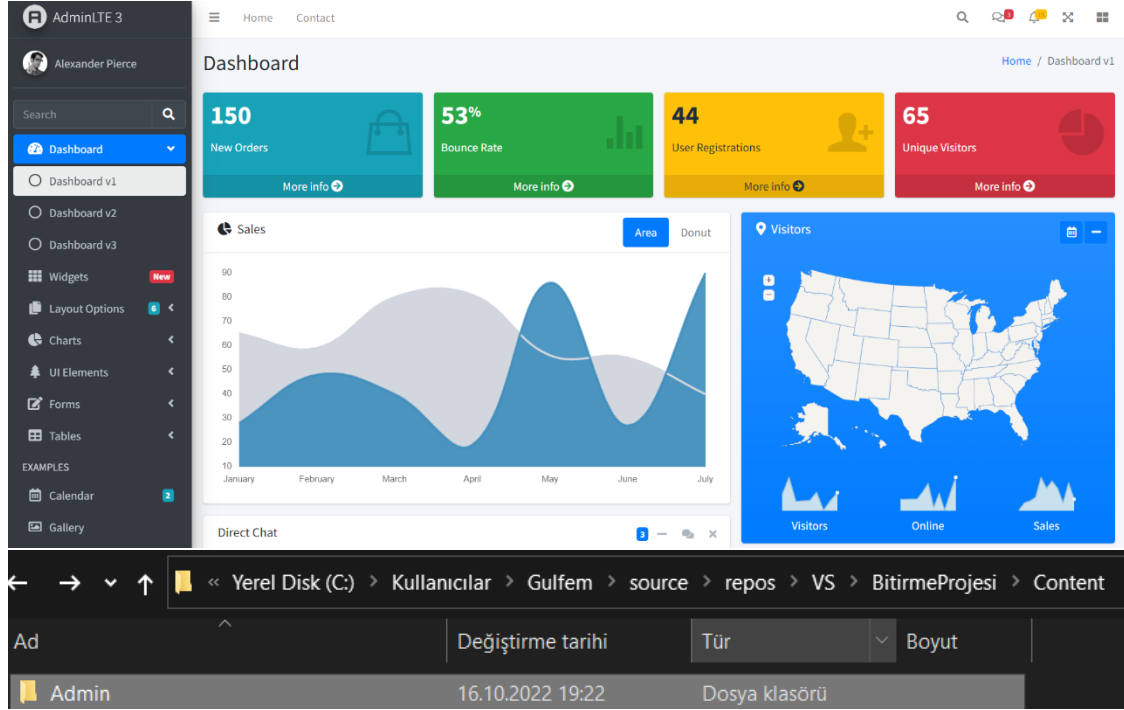 AdminLTE 3
Home Contact
3
15
Alexander Pierce
Dashboard
Home / Dashboard v1
Search
Dashboard
Dashboard v1
Dashboard v2
Dashboard v3
Widgets New
Layout Options 6
Charts
UI Elements
Forms
Tables
EXAMPLES
Calendar 2
Gallery
150
New Orders
More info
53%
Bounce Rate
More info
44
User Registrations
More info
65
Unique Visitors
More info
Sales
Area Donut
90
80
70
60
50
40
30
20
10
January February March April May June July
Direct Chat 3
Visitors
+
−
Visitors Online Sales
« Yerel Disk (C:) > Kullanıcılar > Gulfem > source > repos > VS > BitirmeProjesi > Content
Ad Değiştirme tarihi Tür Boyut
Admin 16.10.2022 19:22 Dosya klasörü